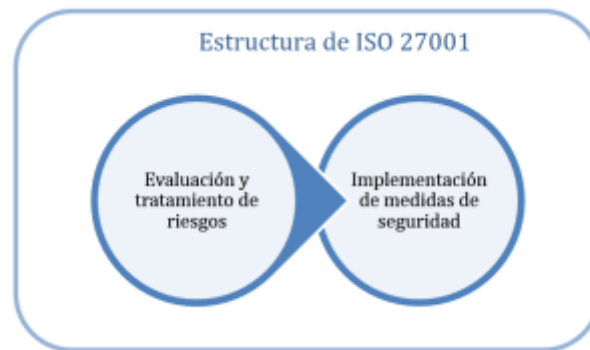 Estructura de ISO 27001
Evaluación y
tratamiento de
riesgos
Implementación
de medidas de
seguridad